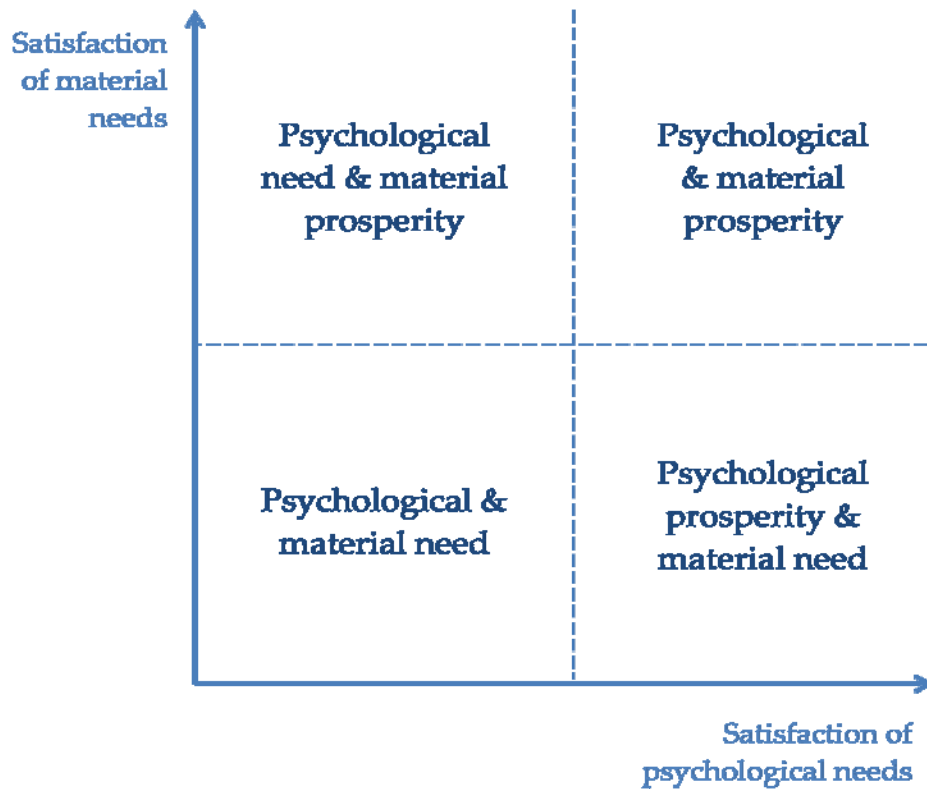 Satisfaction
of material
needs
Psychological
need & material
prosperity
Psychological
& material
prosperity
Psychological &
material need
Psychological
prosperity &
material need
Satisfaction of
psychological needs